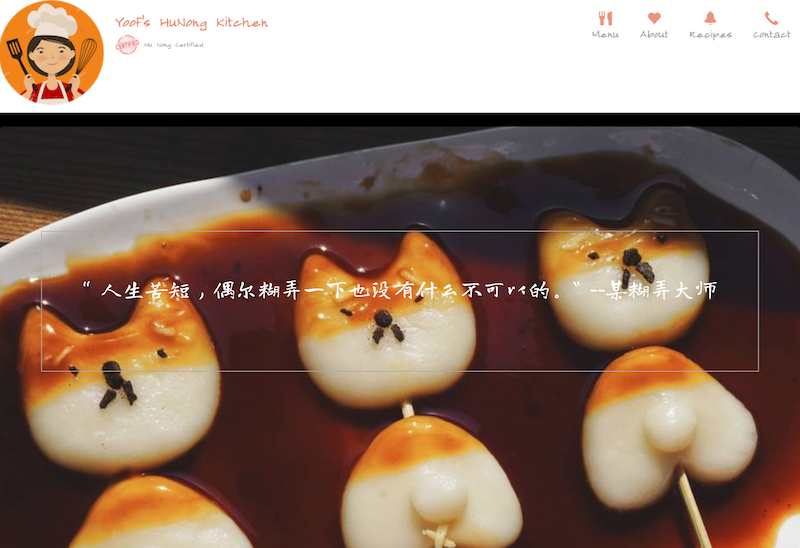 Yoof's HuNong Kitchen
CERTIFIED
Hu Nong Certified
Menu
About
Recipes
Contact
“人生苦短，偶尔糊弄一下也没有什么不可以的。”--某糊弄大师